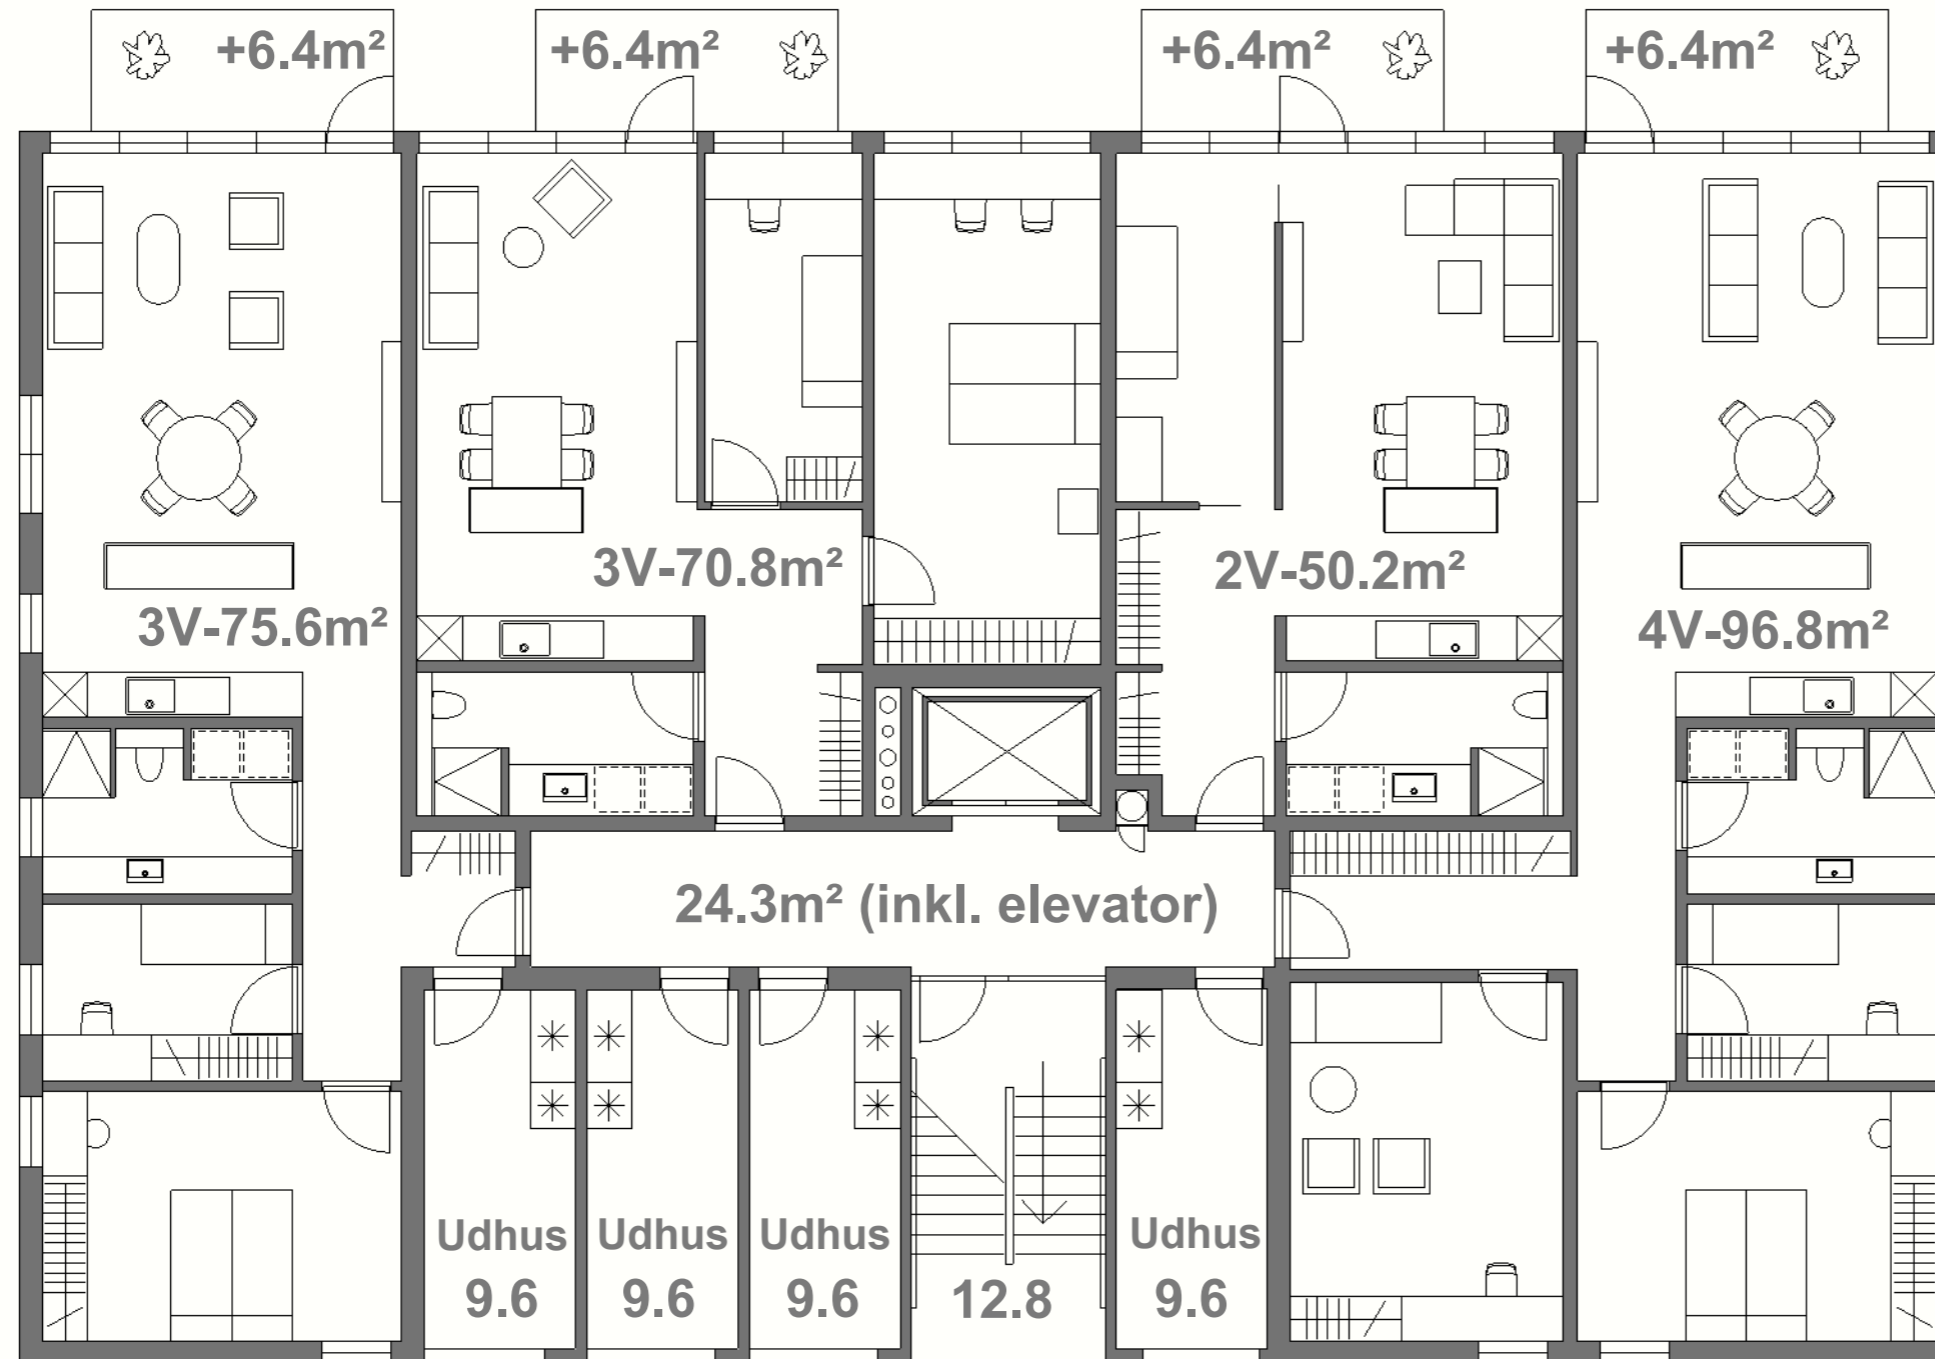 +6.4m²
+6.4m²
+6.4m²
+6.4m²
3V-70.8m²
2V-50.2m²
3V-75.6m²
4V-96.8m²
24.3m² (inkl. elevator)
Udhus
9.6
Udhus
9.6
Udhus
9.6
12.8
Udhus
9.6